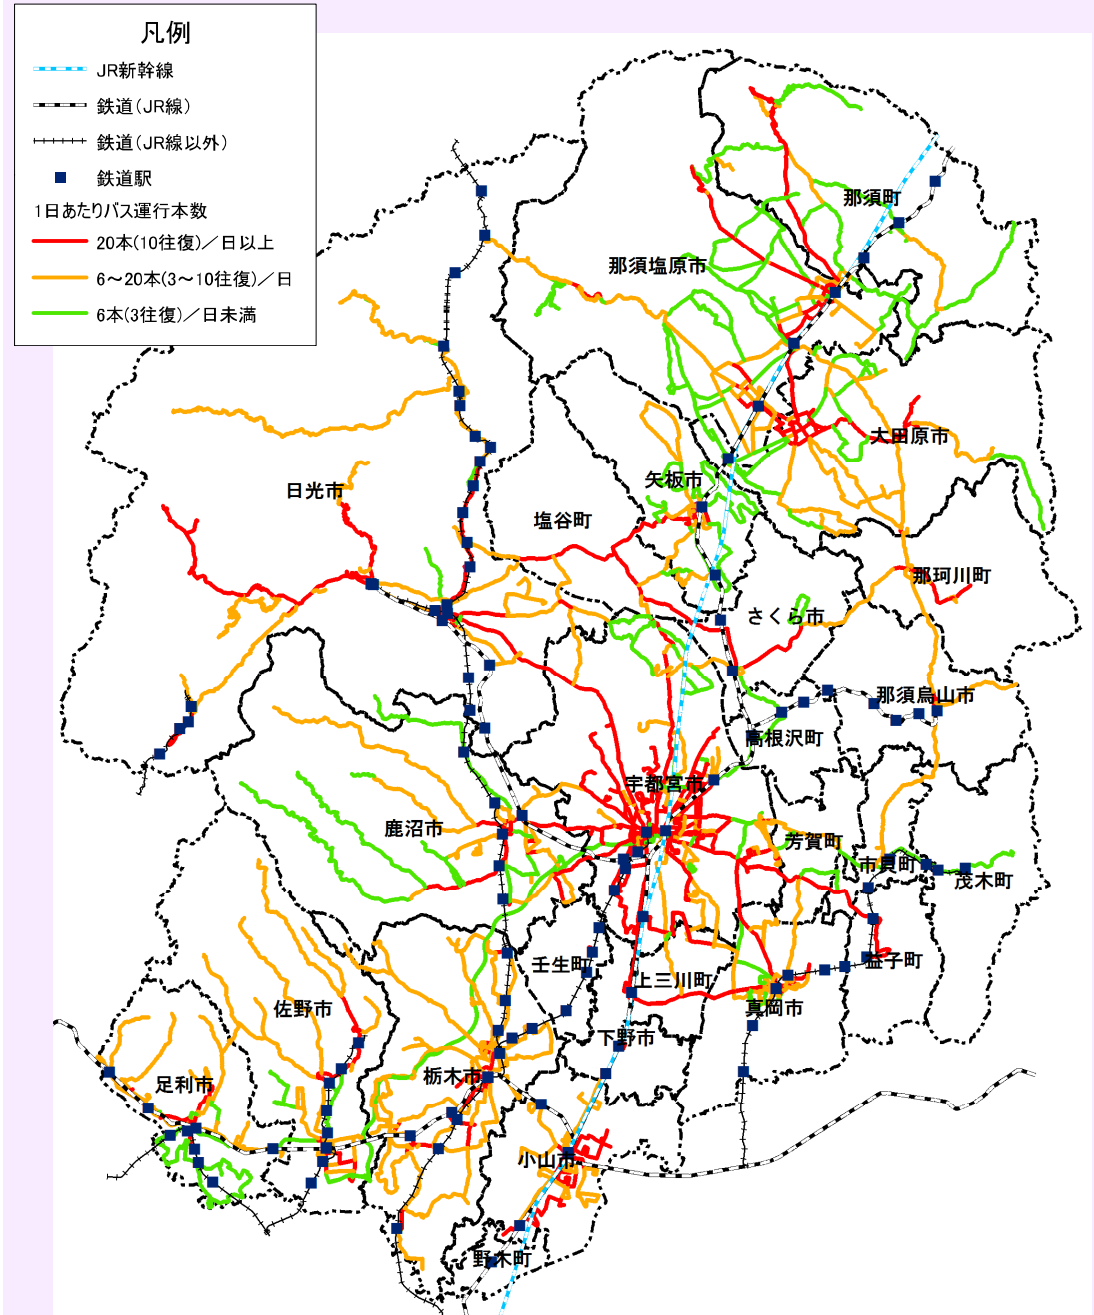 凡例
JR新幹線
鉄道(JR線)
鉄道(JR線以外)
鉄道駅
1日あたりバス運行本数
20本(10往復)/日以上
6~20本(3~10往復)/日
6本(3往復)/日未満
那須町
那須塩原市
大田原市
矢板市
日光市
塩谷町
那珂川町
さくら市
那須烏山市
高根沢町
宇都宮市
鹿沼市
芳賀町
市貝町
茂木町
益子町
壬生町
上三川町
真岡市
佐野市
下野市
栃木市
足利市
小山市
野木町